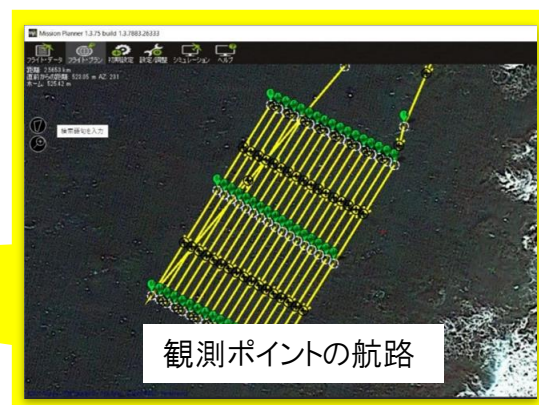 Mission Planner 1.3.75 build 1.3.7883.26333
フライト・データ フライト・プラン 初期設定 設定/調整 シミュレーション ヘルプ
検索語句を入力
観測ポイントの航路